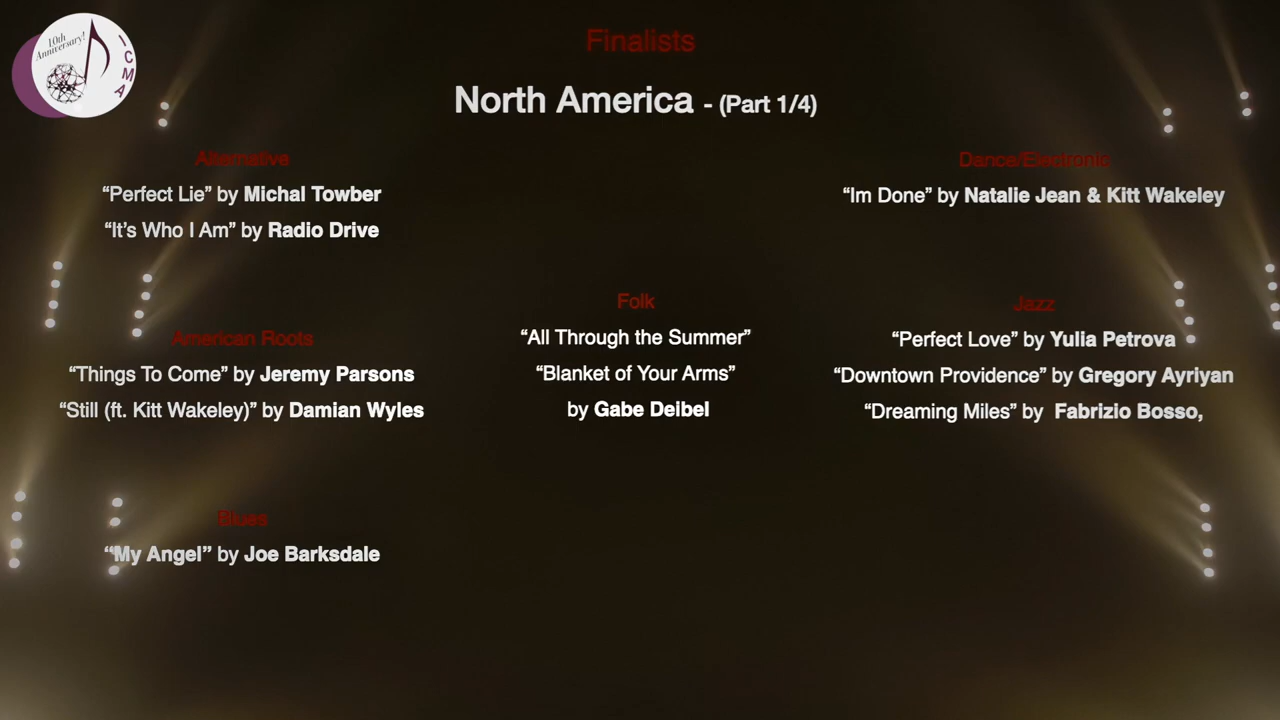 10th
Anniversary!
ICMA
Finalists
North America - (Part 1/4)
Alternative
“Perfect Lie” by Michal Towber
“It’s Who I Am” by Radio Drive
American Roots
“Things To Come” by Jeremy Parsons
“Still (ft. Kitt Wakeley)” by Damian Wyles
Blues
“My Angel” by Joe Barksdale
Folk
“All Through the Summer”
“Blanket of Your Arms”
by Gabe Deibel
Dance/Electronic
“Im Done” by Natalie Jean & Kitt Wakeley
Jazz
“Perfect Love” by Yulia Petrova
“Downtown Providence” by Gregory Ayriyan
“Dreaming Miles” by Fabrizio Bosso,